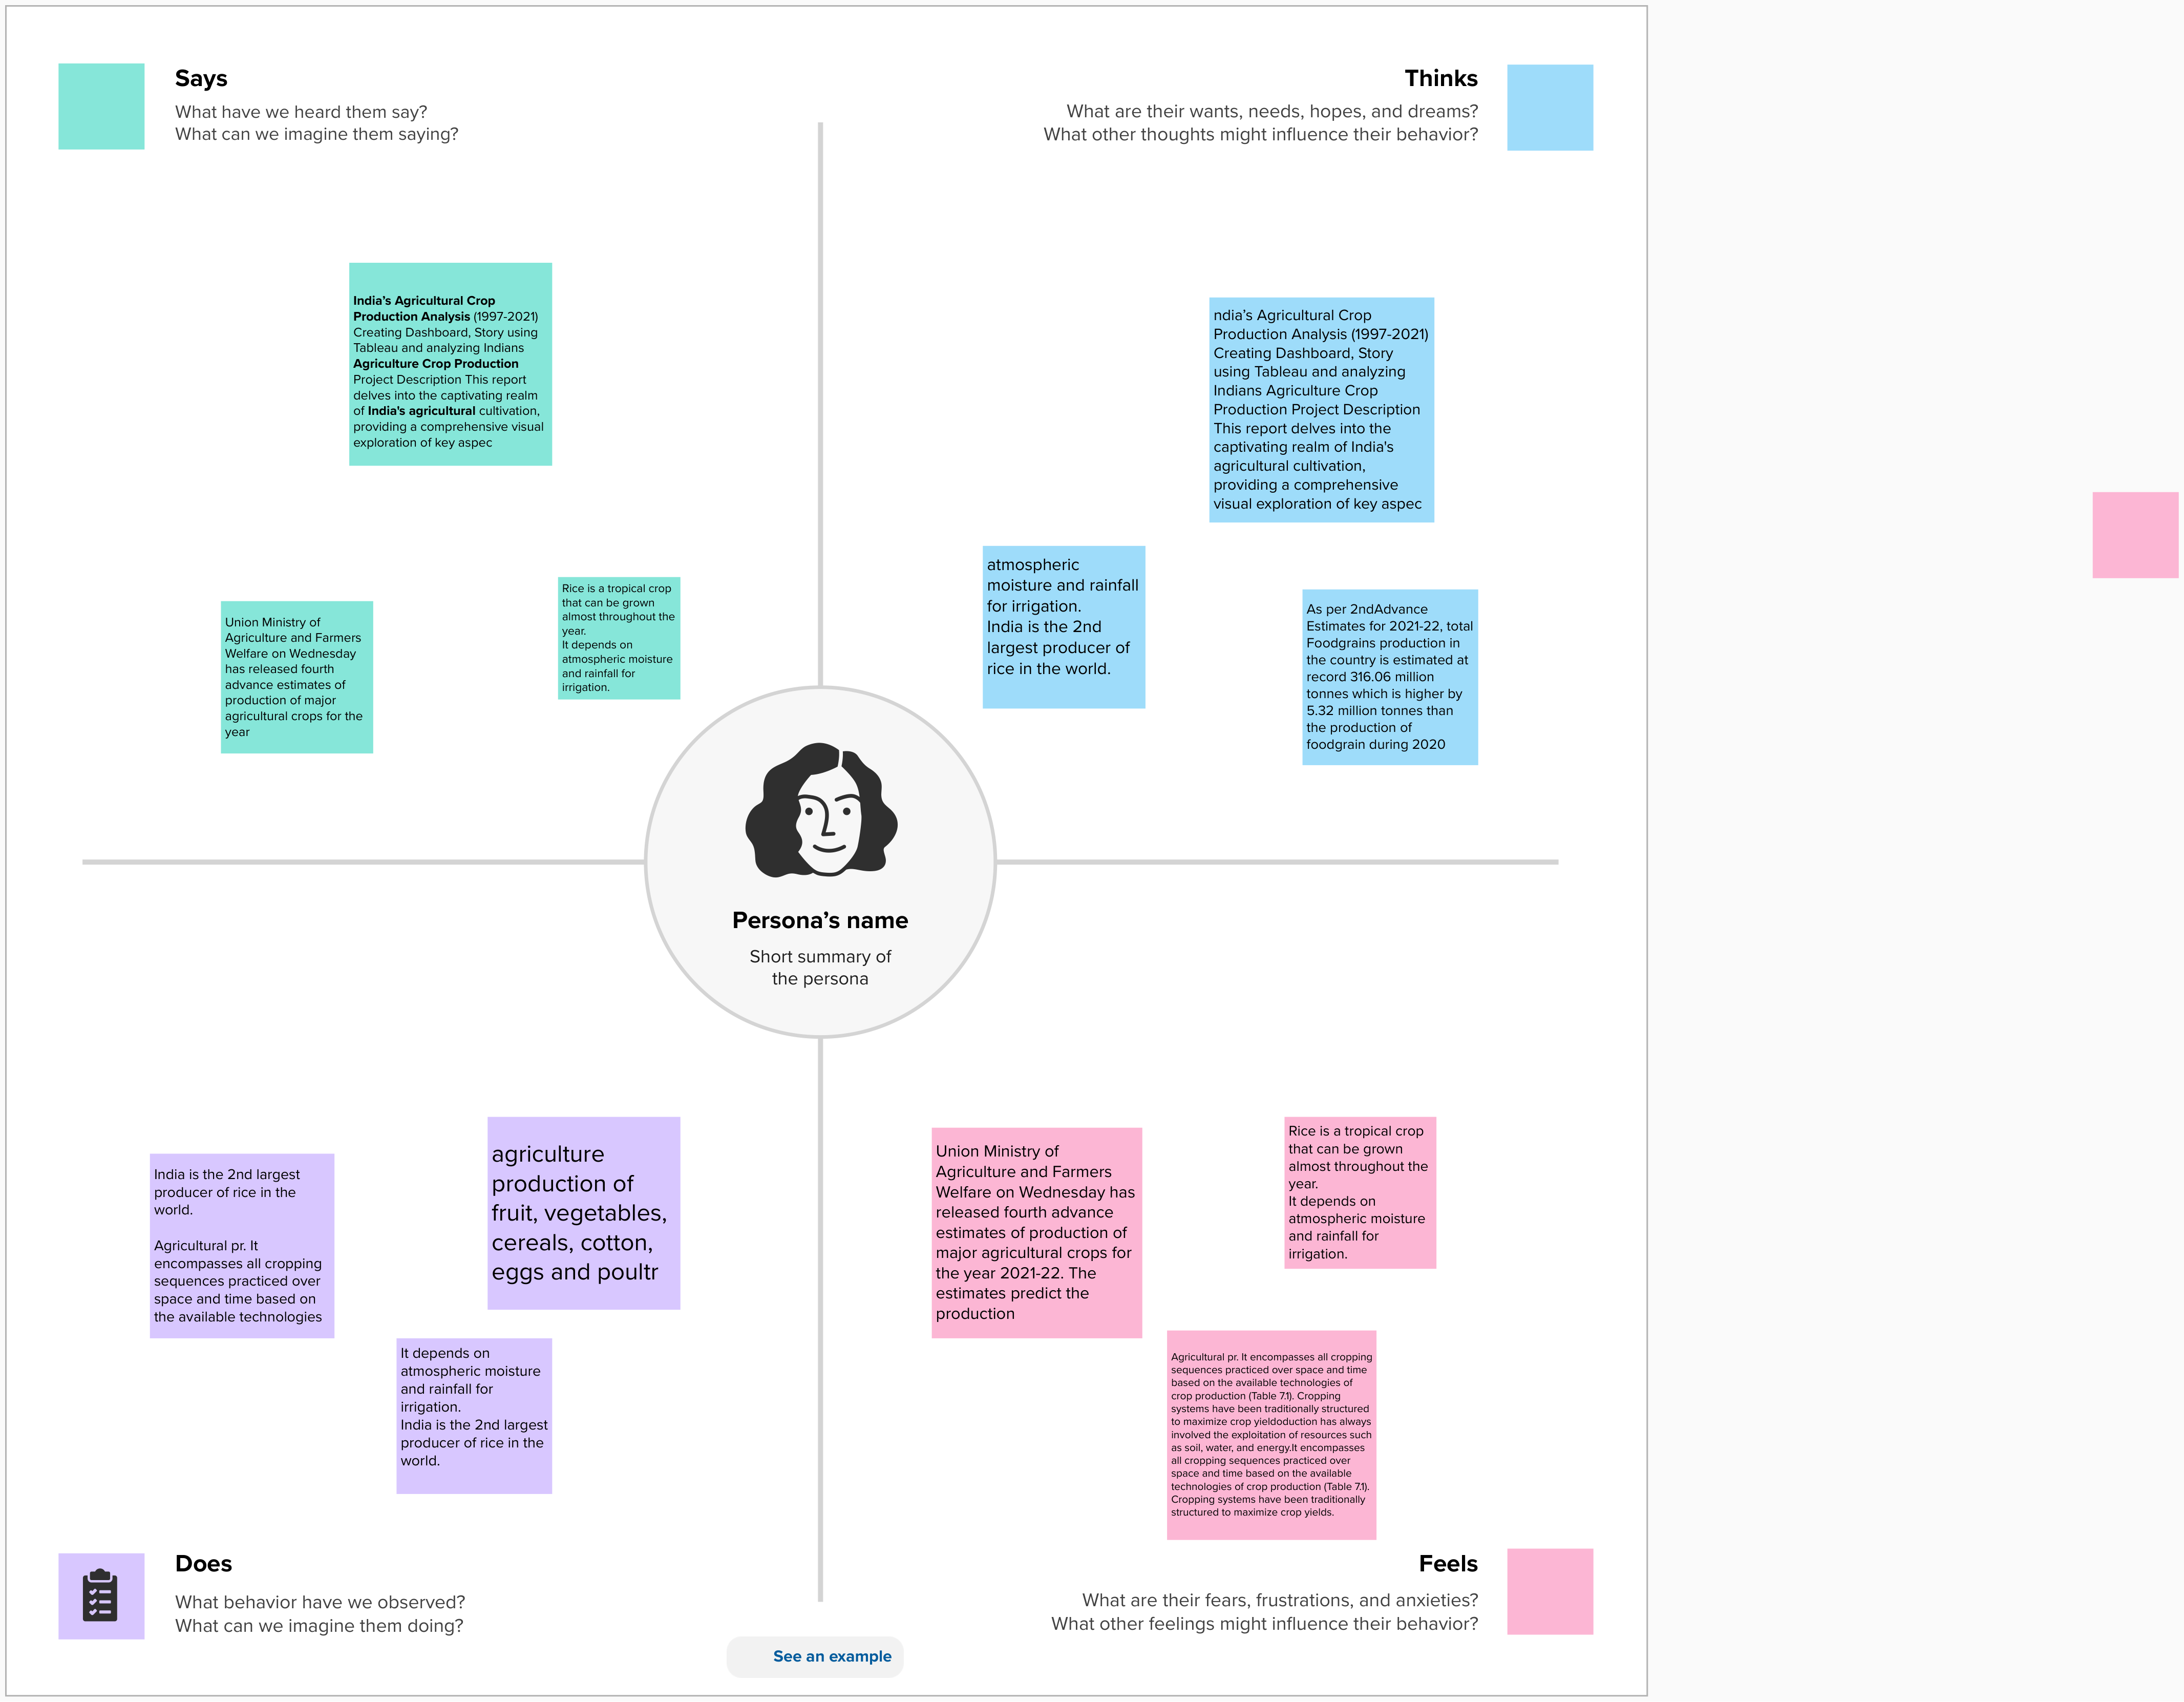 Says
What have we heard them say?
What can we imagine them saying?
Thinks
What are their wants, needs, hopes, and dreams?
What other thoughts might influence their behavior?
India’s Agricultural Crop
Production Analysis (1997-2021)
Creating Dashboard, Story using
Tableau and analyzing Indians
Agriculture Crop Production
Project Description This report
delves into the captivating realm
of India's agricultural cultivation,
providing a comprehensive visual
exploration of key aspec
Union Ministry of
Agriculture and Farmers
Welfare on Wednesday
has released fourth
advance estimates of
production of major
agricultural crops for the
year
Rice is a tropical crop
that can be grown
almost throughout the
year.
It depends on
atmospheric moisture
and rainfall for
irrigation.
ndia’s Agricultural Crop
Production Analysis (1997-2021)
Creating Dashboard, Story
using Tableau and analyzing
Indians Agriculture Crop
Production Project Description
This report delves into the
captivating realm of India's
agricultural cultivation,
providing a comprehensive
visual exploration of key aspec
atmospheric
moisture and rainfall
for irrigation.
India is the 2nd
largest producer of
rice in the world.
As per 2ndAdvance
Estimates for 2021-22, total
Foodgrains production in
the country is estimated at
record 316.06 million
tonnes which is higher by
5.32 million tonnes than
the production of
foodgrain during 2020
Persona’s name
Short summary of
the persona
India is the 2nd largest
producer of rice in the
world.
Agricultural pr. It
encompasses all cropping
sequences practiced over
space and time based on
the available technologies
agriculture
production of
fruit, vegetables,
cereals, cotton,
eggs and poultr
It depends on
atmospheric moisture
and rainfall for
irrigation.
India is the 2nd largest
producer of rice in the
world.
Union Ministry of
Agriculture and Farmers
Welfare on Wednesday has
released fourth advance
estimates of production of
major agricultural crops for
the year 2021-22. The
estimates predict the
production
Rice is a tropical crop
that can be grown
almost throughout the
year.
It depends on
atmospheric moisture
and rainfall for
irrigation.
Agricultural pr. It encompasses all cropping
sequences practiced over space and time
based on the available technologies of
crop production (Table 7.1). Cropping
systems have been traditionally structured
to maximize crop yieldoduction has always
involved the exploitation of resources such
as soil, water, and energy.It encompasses
all cropping sequences practiced over
space and time based on the available
technologies of crop production (Table 7.1).
Cropping systems have been traditionally
structured to maximize crop yields.
Does
What behavior have we observed?
What can we imagine them doing?
Feels
What are their fears, frustrations, and anxieties?
What other feelings might influence their behavior?
See an example